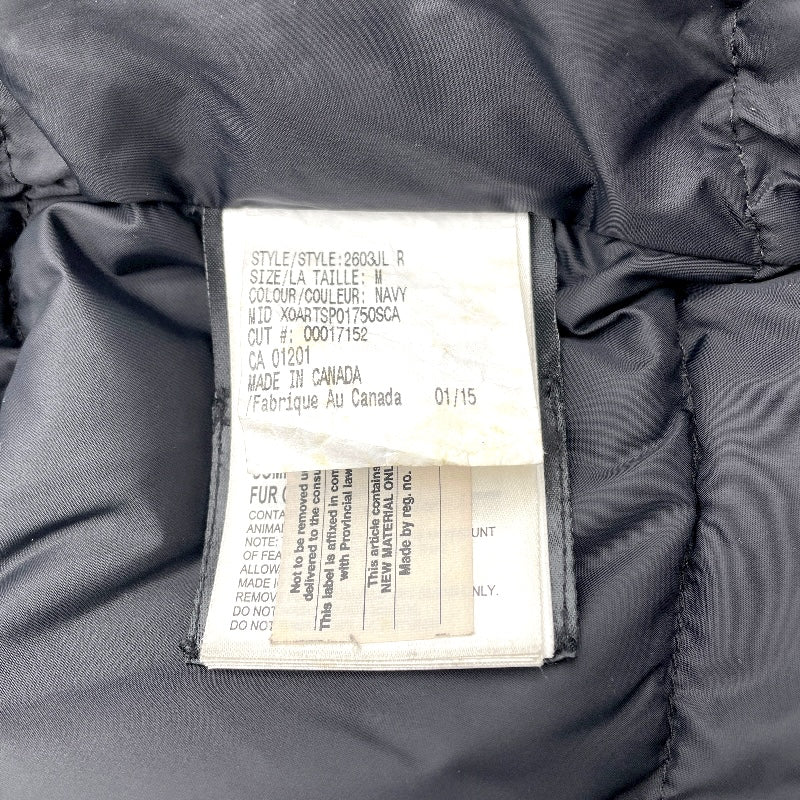 STYLE/STYLE:2603JL R
SIZE/LA TAILLE: M
COLOUR/COULEUR: NAVY
MID XOARTSP01750SCA
CUT #: 00017152
CA 01201
MADE IN CANADA
/Fabrique Au Canada 01/15
FUR
CONTA
ANIMA
NOTE:
OF FEA
ALLOW
MADE
REMOV
DO NOT
DO NOT
OUNT
NLY.
Not to be removed
delivered to the consu
This label is affixed in com
with Provincial law
This article contains
NEW MATERIAL ONL
Made by reg. no.